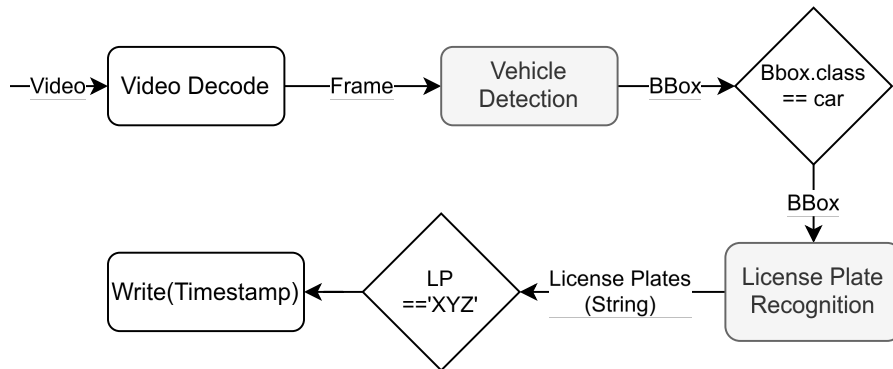 Video
Video Decode
Frame
Vehicle
Detection
BBox
Bbox.class
== car
BBox
License Plate
Recognition
License Plates
(String)
LP
=='XYZ'
Write(Timestamp)